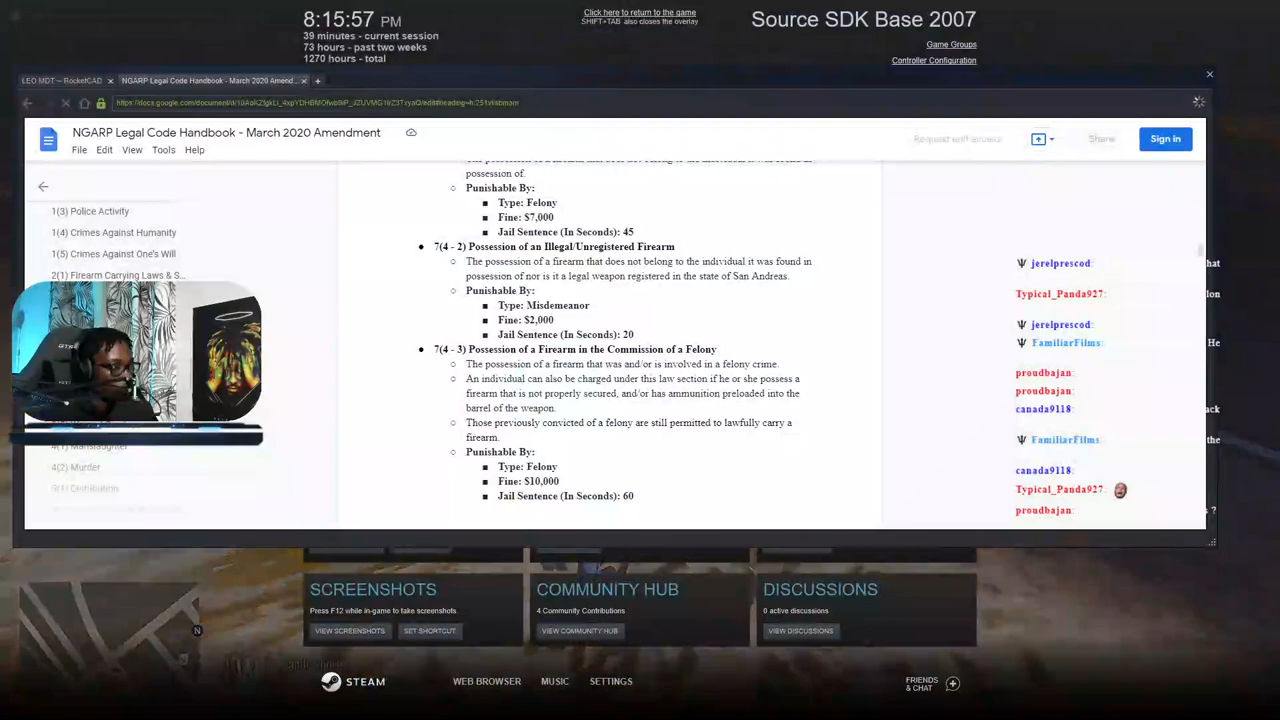 8:15:57 PM
39 minutes - current session
73 hours - past two weeks
1270 hours - total
Click here to return to the game
SHIFT+TAB also closes the overlay
Source SDK Base 2007
Game Groups
Controller Configuration
LEO MDT – RocketCAD
NGARP Legal Code Handbook - March 2020 Amend...
NGARP Legal Code Handbook - March 2020 Amendment
Request edit access
Share
Sign in
File Edit View Tools Help
1(3) Police Activity
1(4) Crimes Against Humanity
1(5) Crimes Against One's Will
2(1) Firearm Carrying Laws & S...
4(1) Manslaughter
4(2) Murder
5(1) Distribution
possession of.
Punishable By:
Type: Felony
Fine: $7,000
Jail Sentence (In Seconds): 45
7(4 - 2) Possession of an Illegal/Unregistered Firearm
The possession of a firearm that does not belong to the individual it was found in
possession of nor is it a legal weapon registered in the state of San Andreas.
Punishable By:
Type: Misdemeanor
Fine: $2,000
Jail Sentence (In Seconds): 20
7(4 - 3) Possession of a Firearm in the Commission of a Felony
The possession of a firearm that was and/or is involved in a felony crime.
An individual can also be charged under this law section if he or she possess a
firearm that is not properly secured, and/or has ammunition preloaded into the
barrel of the weapon.
Those previously convicted of a felony are still permitted to lawfully carry a
firearm.
Punishable By:
Type: Felony
Fine: $10,000
Jail Sentence (In Seconds): 60
jerelprescod:
Typical_Panda927:
jerelprescod:
FamiliarFilms:
He
proudbajan:
proudbajan:
canada9118:
FamiliarFilms:
the
canada9118:
Typical_Panda927:
proudbajan:
?
SCREENSHOTS
Press F12 while in-game to take screenshots.
VIEW SCREENSHOTS
SET SHORTCUT
COMMUNITY HUB
4 Community Contributions
VIEW COMMUNITY HUB
DISCUSSIONS
0 active discussions
VIEW DISCUSSIONS
N
STEAM
WEB BROWSER
MUSIC
SETTINGS
FRIENDS
& CHAT